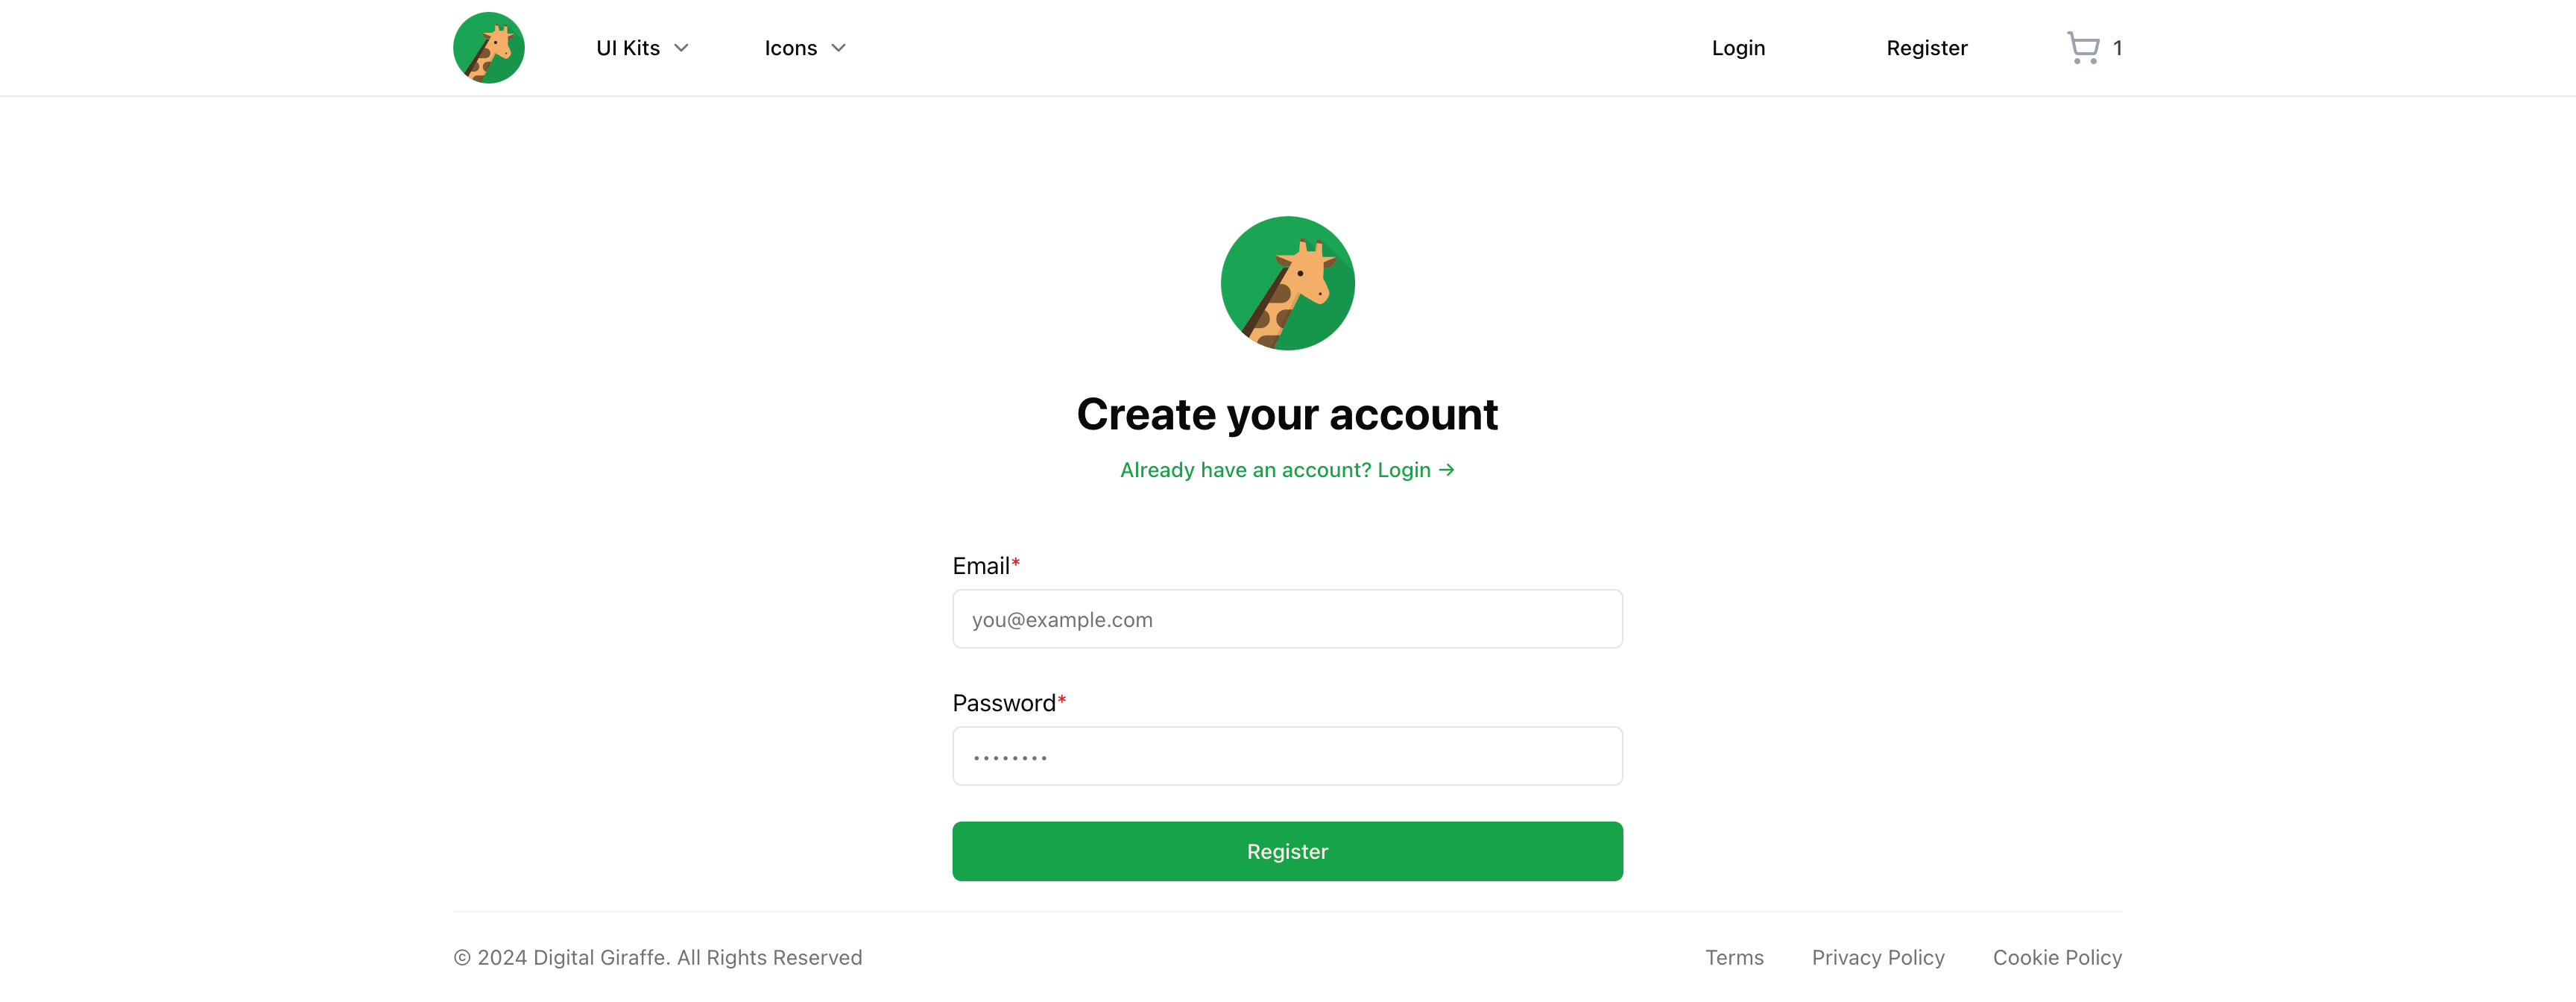 UI Kits
Icons
Login
Register
1
Create your account
Already have an account? Login →
Email*
you@example.com
Password*
••••••••
Register
© 2024 Digital Giraffe. All Rights Reserved
Terms
Privacy Policy
Cookie Policy